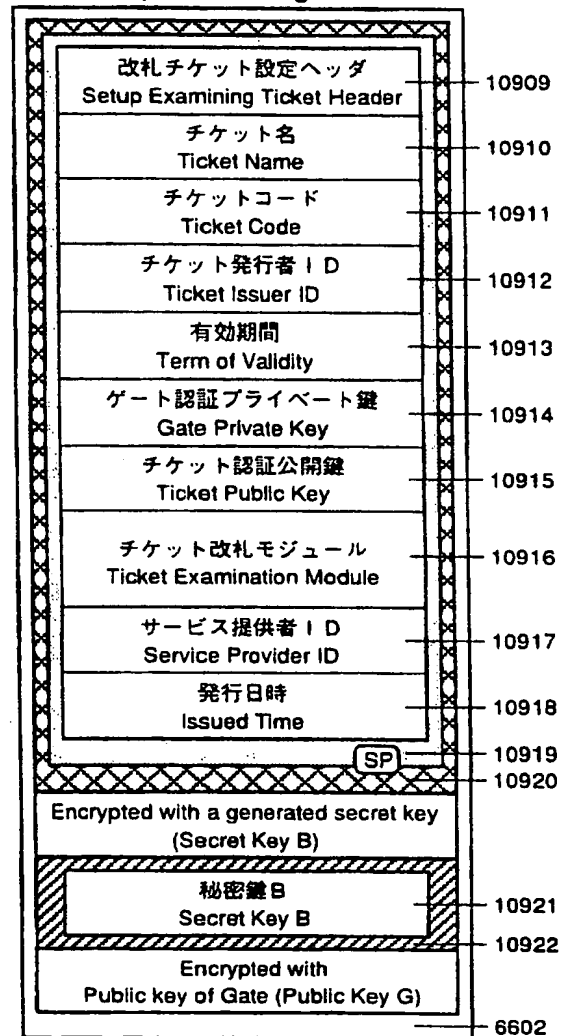 改札チケット設定ヘッダ
Setup Examining Ticket Header
10909
チケット名
Ticket Name
10910
チケットコード
Ticket Code
10911
チケット発行者ID
Ticket Issuer ID
10912
有効期間
Term of Validity
10913
ゲート認証プライベート鍵
Gate Private Key
10914
チケット認証公開鍵
Ticket Public Key
10915
チケット改札モジュール
Ticket Examination Module
10916
サービス提供者ID
Service Provider ID
10917
発行日時
Issued Time
10918
SP
10919
10920
Encrypted with a generated secret key
(Secret Key B)
秘密鍵B
Secret Key B
10921
10922
Encrypted with
Public key of Gate (Public Key G)
6602